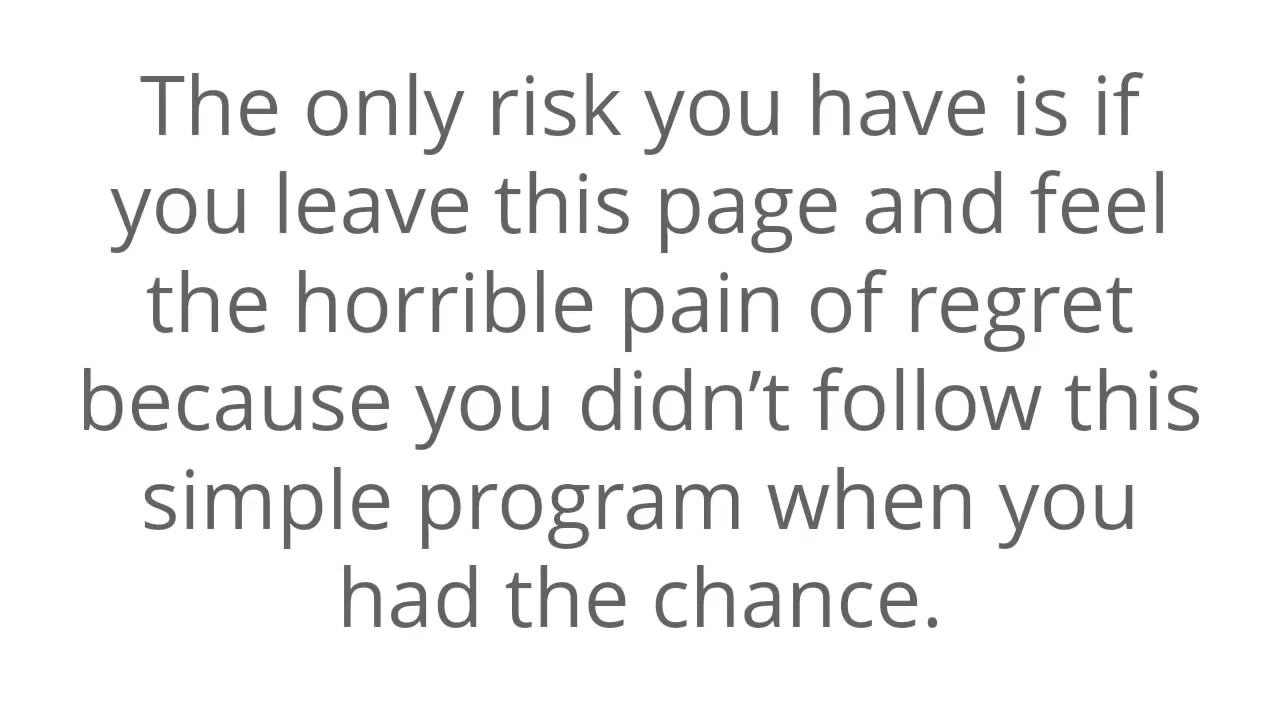 The only risk you have is if
you leave this page and feel
the horrible pain of regret
because you didn’t follow this
simple program when you
had the chance.